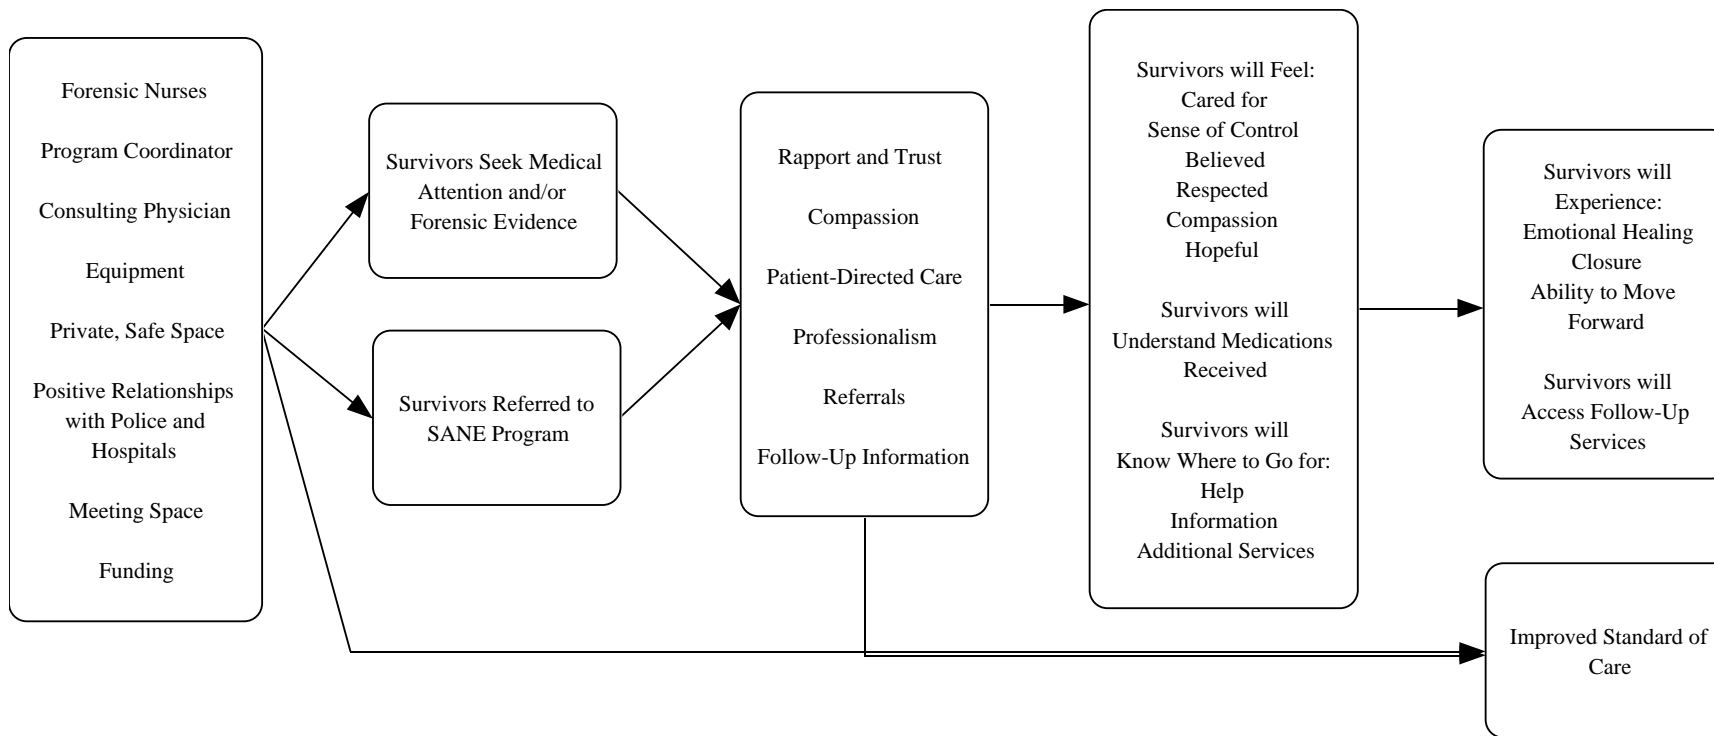 Forensic Nurses
Program Coordinator
Consulting Physician
Equipment
Private, Safe Space
Positive Relationships
with Police and
Hospitals
Meeting Space
Funding
Survivors Seek Medical
Attention and/or
Forensic Evidence
Survivors Referred to
SANE Program
Rapport and Trust
Compassion
Patient-Directed Care
Professionalism
Referrals
Follow-Up Information
Survivors will Feel:
Cared for
Sense of Control
Believed
Respected
Compassion
Hopeful
Survivors will
Understand Medications
Received
Survivors will
Know Where to Go for:
Help
Information
Additional Services
Survivors will
Experience:
Emotional Healing
Closure
Ability to Move
Forward
Survivors will
Access Follow-Up
Services
Improved Standard of
Care